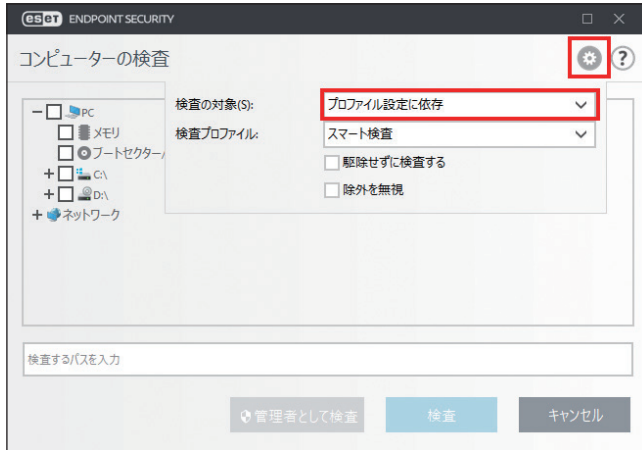 eset ENDPOINT SECURITY
コンピューターの検査
?
検査の対象(S): プロファイル設定に依存
検査プロファイル: スマート検査
駆除せずに検査する
除外を無視
PC
メモリ
ブートセクター/
C:\
D:\
ネットワーク
検査するパスを入力
管理者として検査 検査 キャンセル